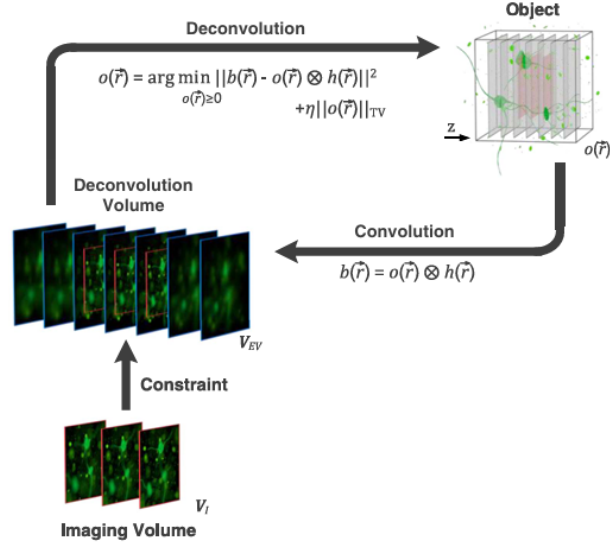 Deconvolution
Object
o(r⃗) = arg min ||b(r⃗) - o(r⃗) ⊗ h(r⃗)||²
o(r⃗)≥0
+η||o(r⃗)||TV
z
o(r⃗)
Deconvolution
Volume
Convolution
b(r⃗) = o(r⃗) ⊗ h(r⃗)
VEV
Constraint
VI
Imaging Volume